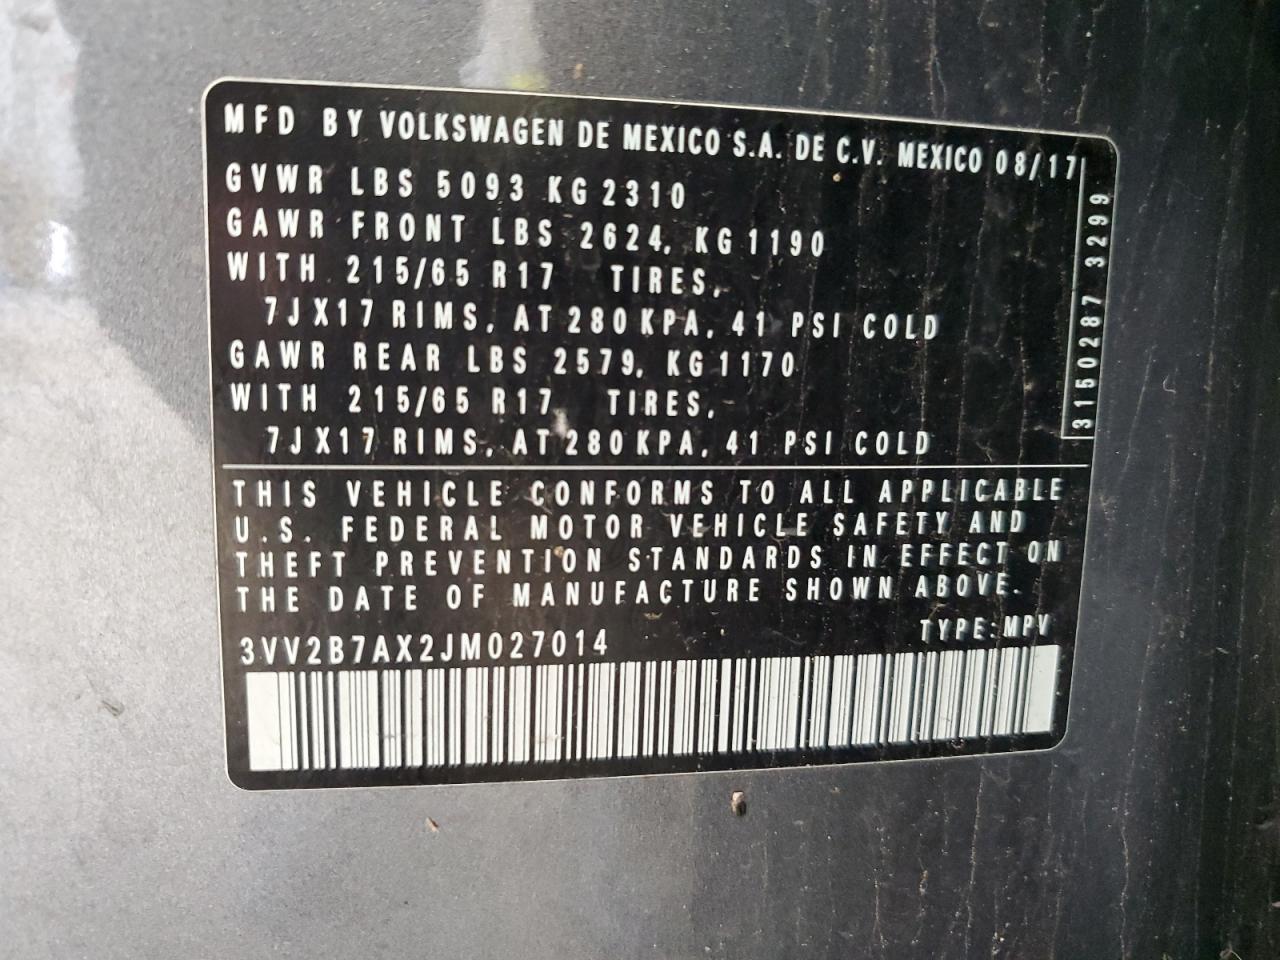 MFD BY VOLKSWAGEN DE MEXICO S.A. DE C.V. MEXICO 08/17
GVWR LBS 5093 KG 2310
GAWR FRONT LBS 2624, KG 1190
WITH 215/65 R17 TIRES,
7JX17 RIMS, AT 280 KPA, 41 PSI COLD
GAWR REAR LBS 2579, KG 1170
WITH 215/65 R17 TIRES,
7JX17 RIMS, AT 280 KPA, 41 PSI COLD
3150287 3299
THIS VEHICLE CONFORMS TO ALL APPLICABLE
U.S. FEDERAL MOTOR VEHICLE SAFETY AND
THEFT PREVENTION STANDARDS IN EFFECT ON
THE DATE OF MANUFACTURE SHOWN ABOVE.
3VV2B7AX2JM027014
TYPE: MPV